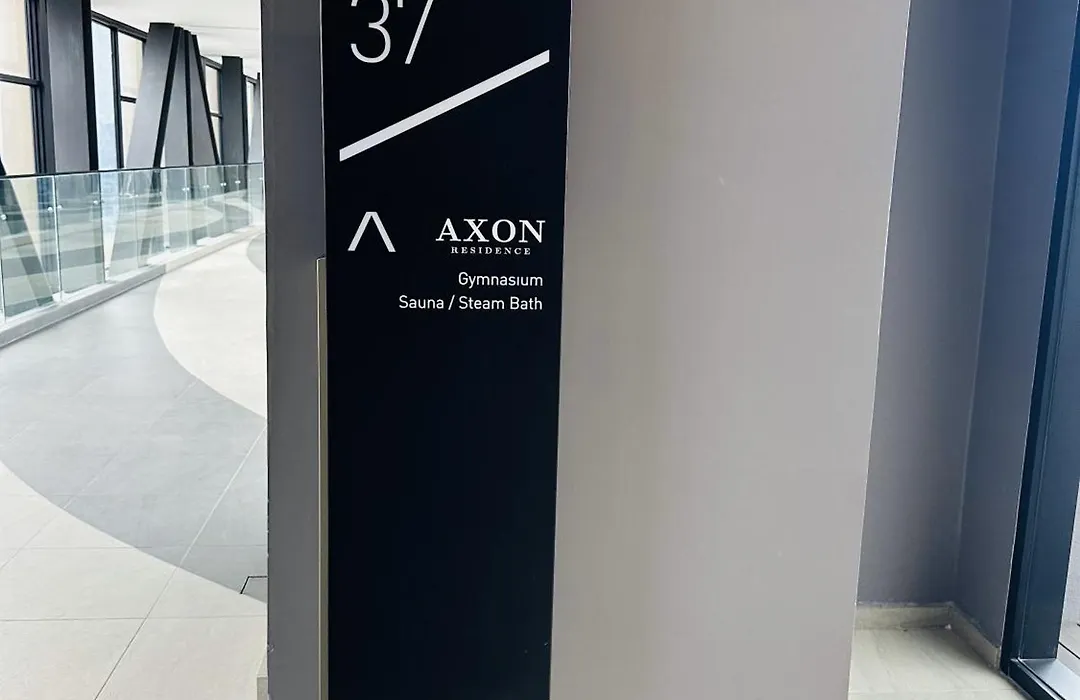 37
AXON
RESIDENCE
Gymnasium
Sauna / Steam Bath